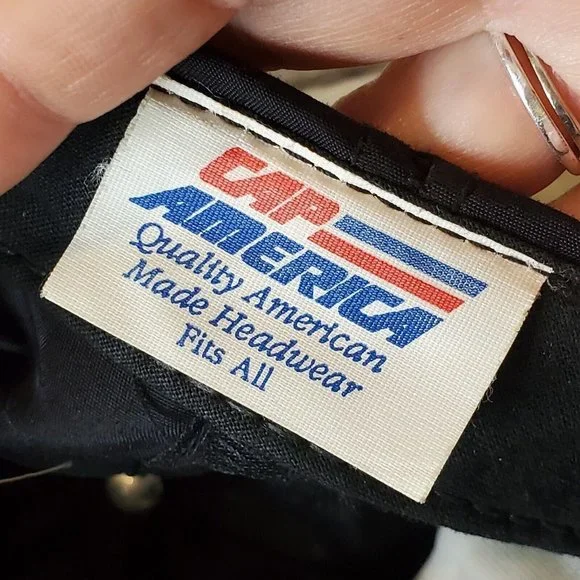 CAP
AMERICA
Quality American
Made Headwear
Fits All